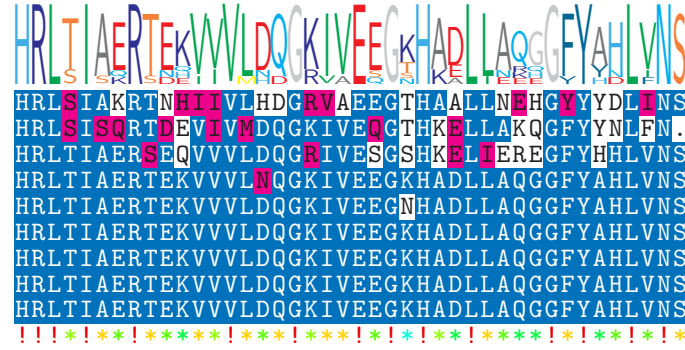 HRLTIAERTEKVVVLDQGKIVEEGKHADLLAQGGFYAHLVNS
HRLSIAKRTNHIIVLHDGRVAEEGTHAALLNEHGYYYDLINS
HRLSISQRTDEVIVMDQGKIVEQGTHKELLAKQGFYYNLFN.
HRLTIAERSEQVVVLDQGRIVESGSHKELIEREGFYHHLVNS
HRLTIAERTEKVVVLNQGKIVEEGKHADLLAQGGFYAHLVNS
HRLTIAERTEKVVVLDQGKIVEEGNHADLLAQGGFYAHLVNS
HRLTIAERTEKVVVLDQGKIVEEGKHADLLAQGGFYAHLVNS
HRLTIAERTEKVVVLDQGKIVEEGKHADLLAQGGFYAHLVNS
HRLTIAERTEKVVVLDQGKIVEEGKHADLLAQGGFYAHLVNS
HRLTIAERTEKVVVLDQGKIVEEGKHADLLAQGGFYAHLVNS
!!!*!**!*****!***!***!*!*!**!****!*!**!*!*